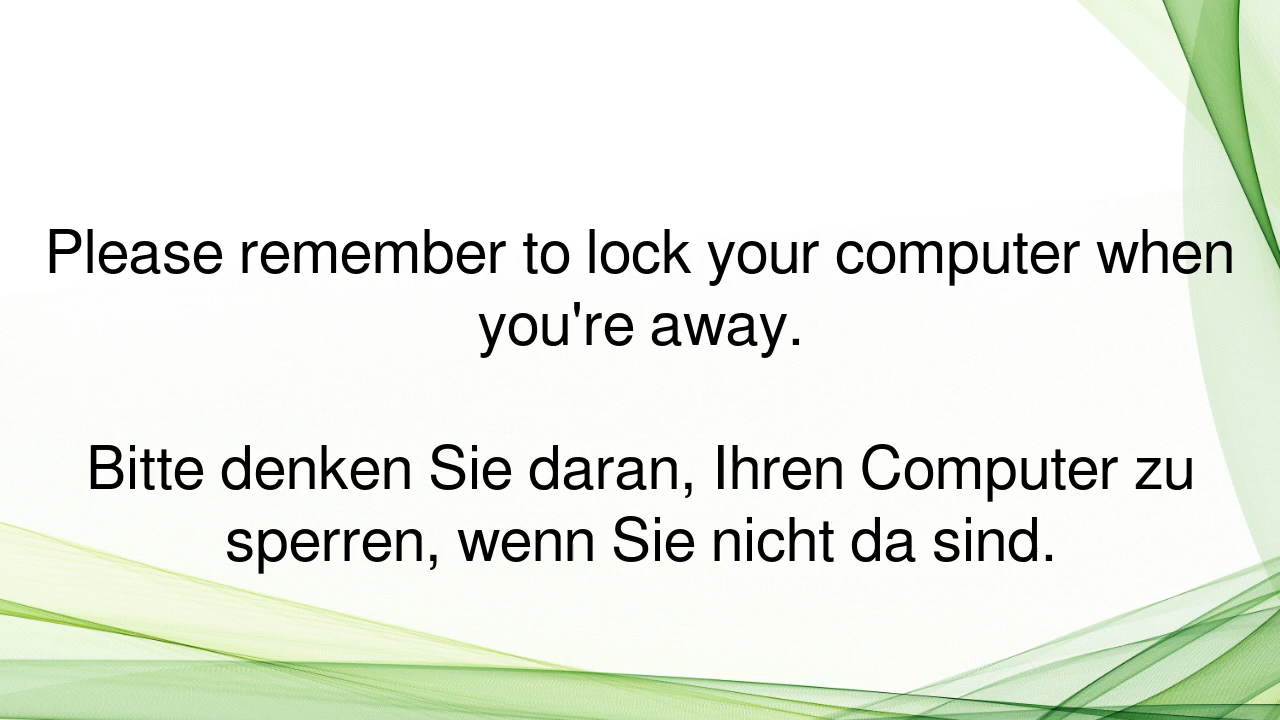 Please remember to lock your computer when
you're away.
Bitte denken Sie daran, Ihren Computer zu
sperren, wenn Sie nicht da sind.